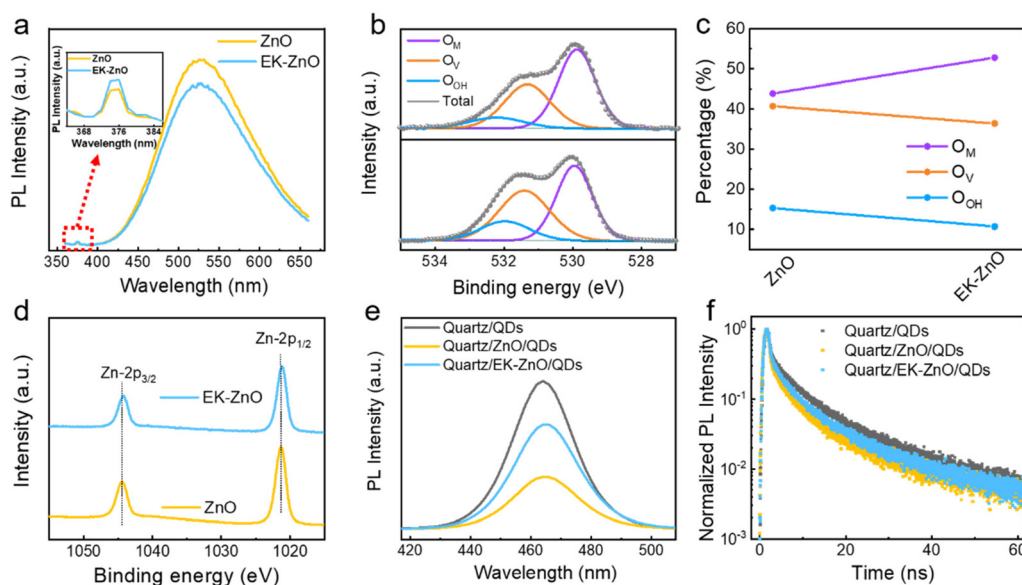 a
ZnO
EK-ZnO
PL Intensity (a.u.)
ZnO
EK-ZnO
PL Intensity (a.u.)
368 376 384
Wavelength (nm)
350 400 450 500 550 600 650
Wavelength (nm)
b
O_M
O_V
O_OH
Total
Intensity (a.u.)
534 532 530 528
Binding energy (eV)
c
Percentage (%)
60
50
40
30
20
10
O_M
O_V
O_OH
ZnO
EK-ZnO
d
Zn-2p_3/2
Zn-2p_1/2
EK-ZnO
ZnO
Intensity (a.u.)
1050 1040 1030 1020
Binding energy (eV)
e
Quartz/QDs
Quartz/ZnO/QDs
Quartz/EK-ZnO/QDs
PL Intensity (a.u.)
420 440 460 480 500
Wavelength (nm)
f
Quartz/QDs
Quartz/ZnO/QDs
Quartz/EK-ZnO/QDs
Normalized PL Intensity
10^0
10^-1
10^-2
10^-3
0 20 40 60
Time (ns)